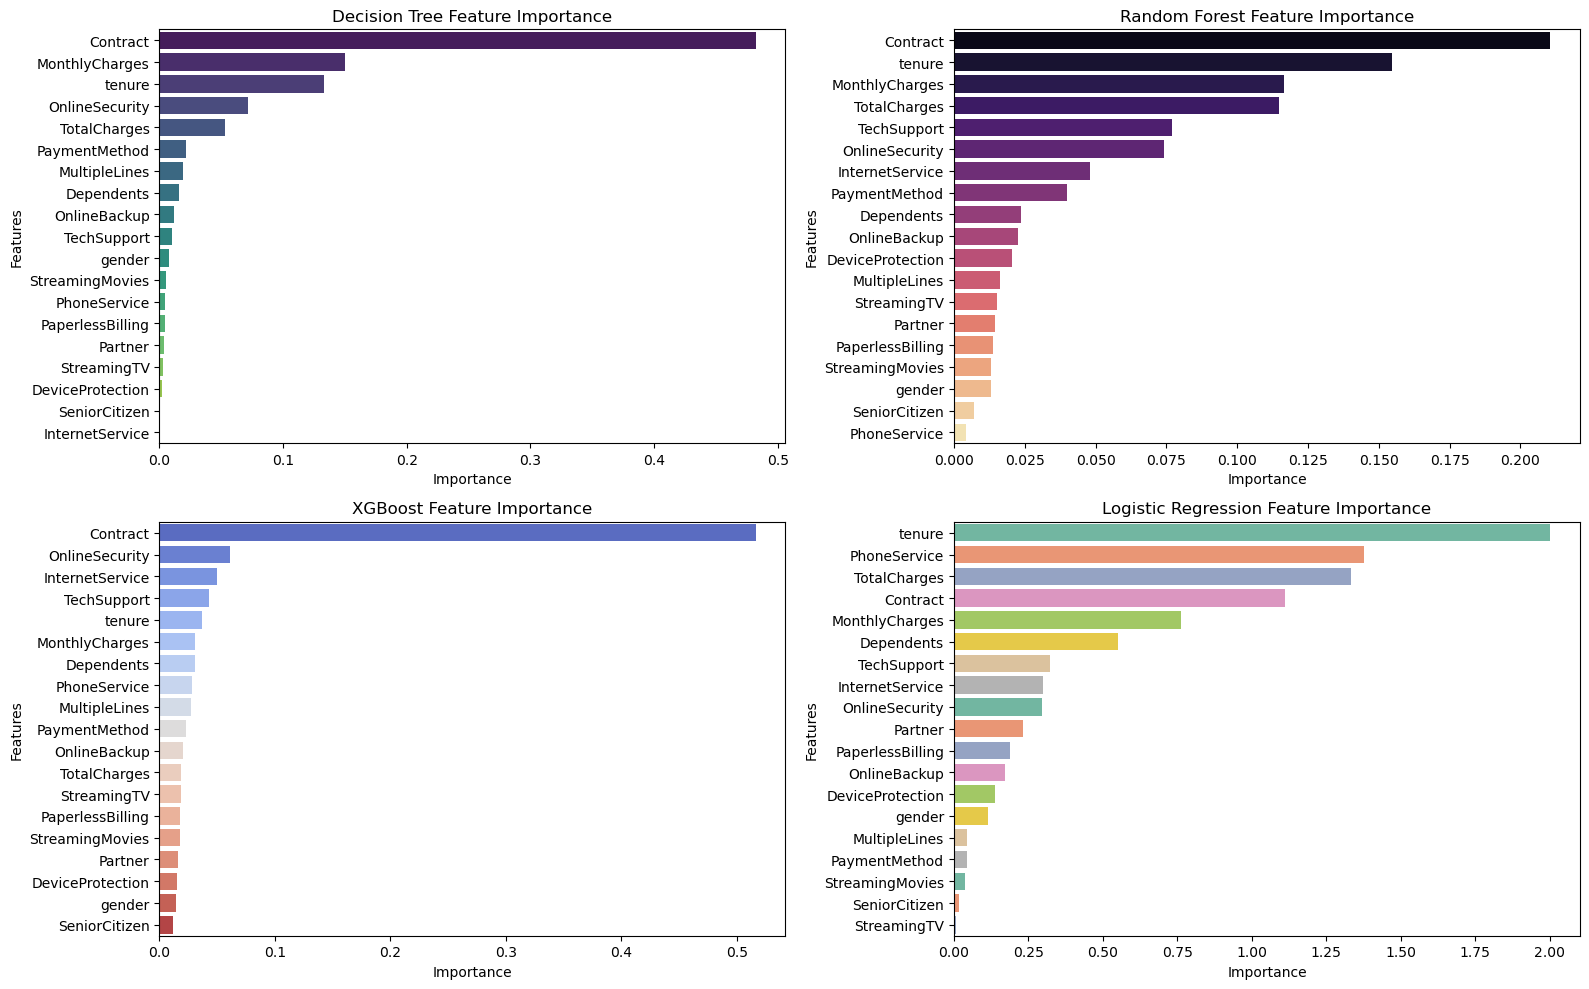 Decision Tree Feature Importance
Features
Contract
MonthlyCharges
tenure
OnlineSecurity
TotalCharges
PaymentMethod
MultipleLines
Dependents
OnlineBackup
TechSupport
gender
StreamingMovies
PhoneService
PaperlessBilling
Partner
StreamingTV
DeviceProtection
SeniorCitizen
InternetService
0.0 0.1 0.2 0.3 0.4 0.5
Importance
Random Forest Feature Importance
Features
Contract
tenure
MonthlyCharges
TotalCharges
TechSupport
OnlineSecurity
InternetService
PaymentMethod
Dependents
OnlineBackup
DeviceProtection
MultipleLines
StreamingTV
Partner
PaperlessBilling
StreamingMovies
gender
SeniorCitizen
PhoneService
0.000 0.025 0.050 0.075 0.100 0.125 0.150 0.175 0.200
Importance
XGBoost Feature Importance
Features
Contract
OnlineSecurity
InternetService
TechSupport
tenure
MonthlyCharges
Dependents
PhoneService
MultipleLines
PaymentMethod
OnlineBackup
TotalCharges
StreamingTV
PaperlessBilling
StreamingMovies
Partner
DeviceProtection
gender
SeniorCitizen
0.0 0.1 0.2 0.3 0.4 0.5
Importance
Logistic Regression Feature Importance
Features
tenure
PhoneService
TotalCharges
Contract
MonthlyCharges
Dependents
TechSupport
InternetService
OnlineSecurity
Partner
PaperlessBilling
OnlineBackup
DeviceProtection
gender
MultipleLines
PaymentMethod
StreamingMovies
SeniorCitizen
StreamingTV
0.00 0.25 0.50 0.75 1.00 1.25 1.50 1.75 2.00
Importance